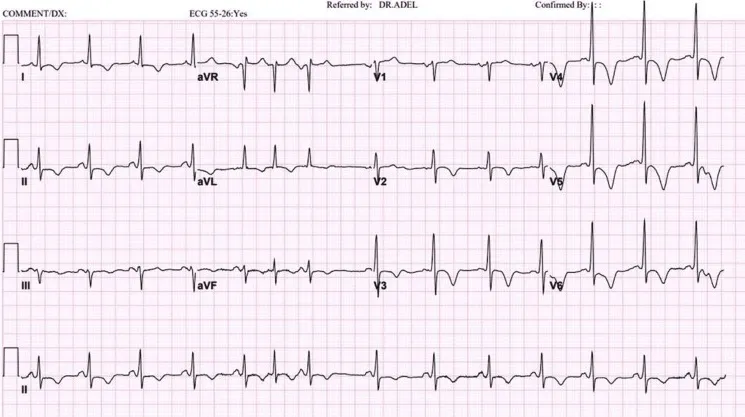 Referred by: DR.ADEL Confirmed By: : :
COMMENT/DX: ECG 55-26:Yes
I aVR V1 V4
II aVL V2 V5
III aVF V3 V6
II